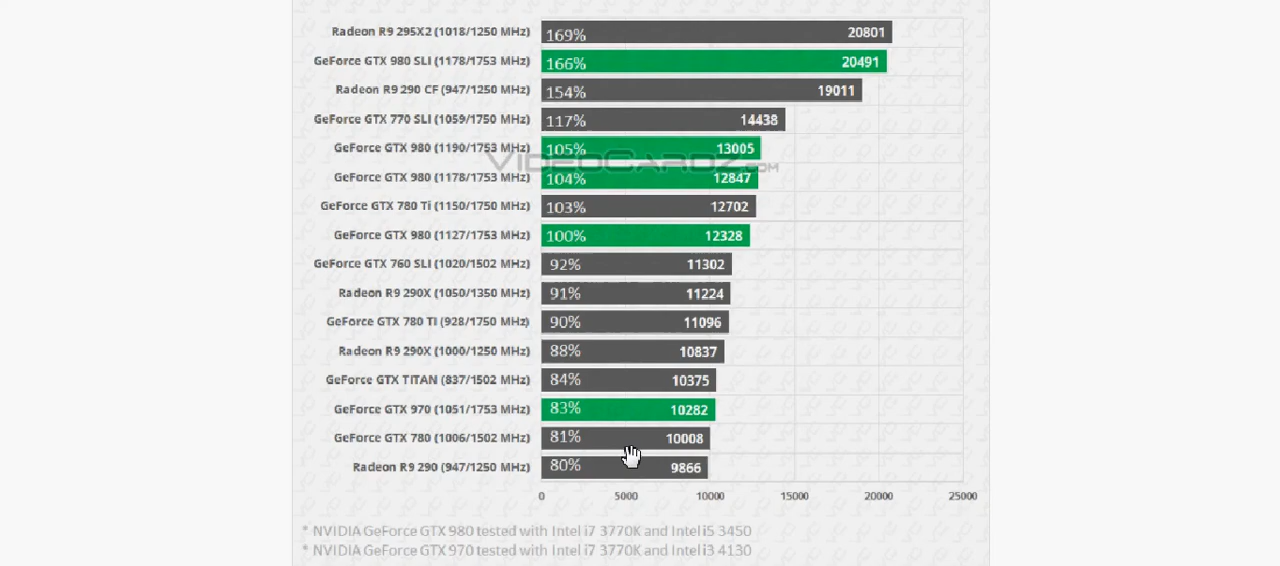 Radeon R9 295X2 (1018/1250 MHz) 169% 20801
GeForce GTX 980 SLI (1178/1753 MHz) 166% 20491
Radeon R9 290 CF (947/1250 MHz) 154% 19011
GeForce GTX 770 SLI (1059/1750 MHz) 117% 14438
GeForce GTX 980 (1190/1753 MHz) 105% 13005
VIDEOCARDZ.COM
GeForce GTX 980 (1178/1753 MHz) 104% 12847
GeForce GTX 780 Ti (1150/1750 MHz) 103% 12702
GeForce GTX 980 (1127/1753 MHz) 100% 12328
GeForce GTX 760 SLI (1020/1502 MHz) 92% 11302
Radeon R9 290X (1050/1350 MHz) 91% 11224
GeForce GTX 780 Ti (928/1750 MHz) 90% 11096
Radeon R9 290X (1000/1250 MHz) 88% 10837
GeForce GTX TITAN (837/1502 MHz) 84% 10375
GeForce GTX 970 (1051/1753 MHz) 83% 10282
GeForce GTX 780 (1006/1502 MHz) 81% 10008
Radeon R9 290 (947/1250 MHz) 80% 9866
0 5000 10000 15000 20000 25000
* NVIDIA GeForce GTX 980 tested with Intel i7 3770K and Intel i5 3450
* NVIDIA GeForce GTX 970 tested with Intel i7 3770K and Intel i3 4130